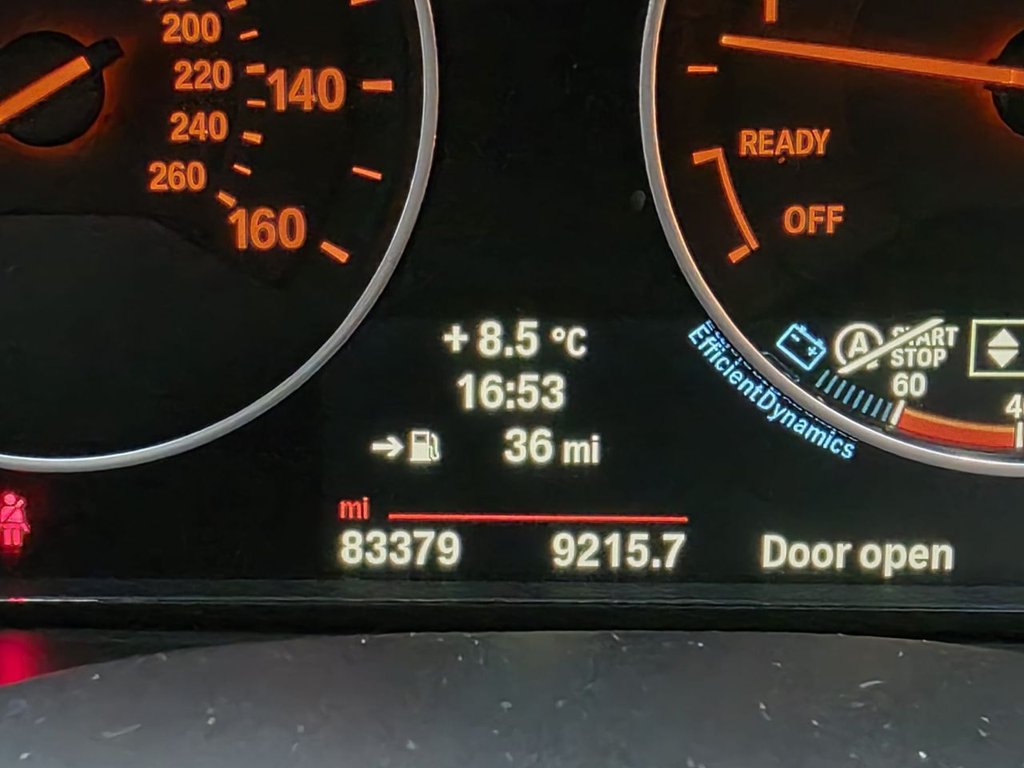 200
220
140
240
260
160
READY
OFF
+ 8.5 °C
16:53
36 mi
mi
83379
9215.7
Door open
EfficientDynamics
A
START
STOP
60